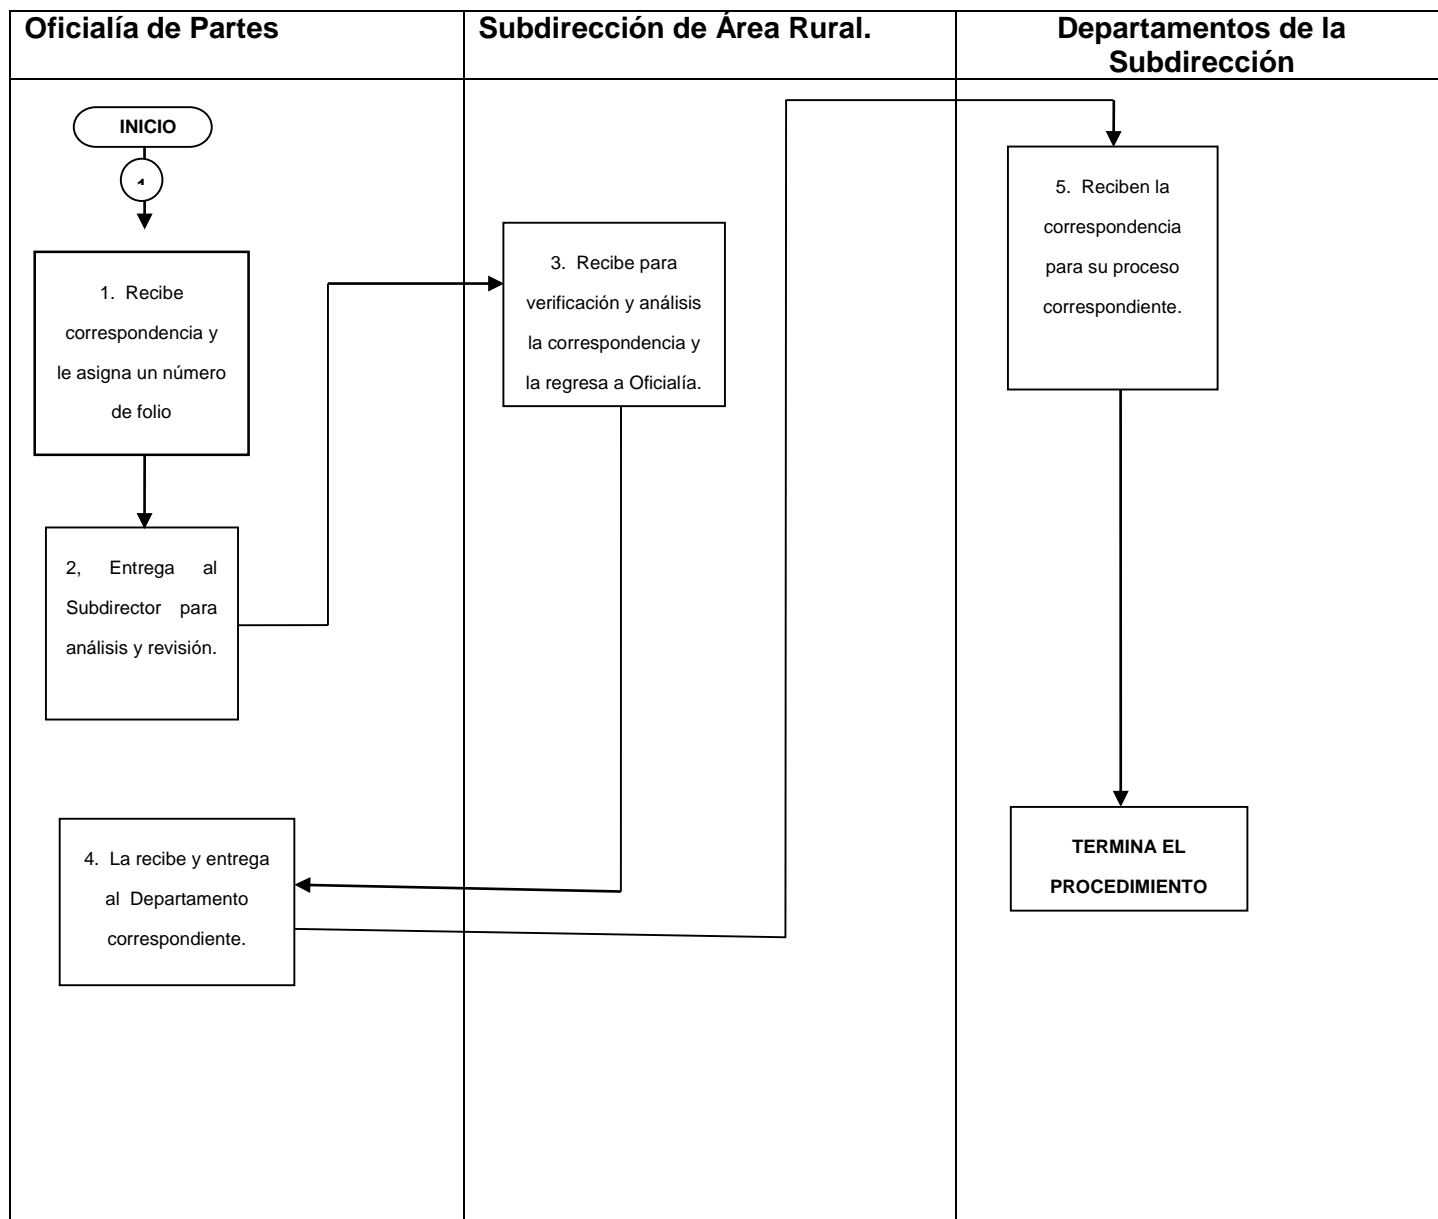 Oficialía de Partes
Subdirección de Área Rural.
Departamentos de la
Subdirección
INICIO
1. Recibe
correspondencia y
le asigna un número
de folio
2, Entrega al
Subdirector para
análisis y revisión.
3. Recibe para
verificación y análisis
la correspondencia y
la regresa a Oficialía.
4. La recibe y entrega
al Departamento
correspondiente.
5. Reciben la
correspondencia
para su proceso
correspondiente.
TERMINA EL
PROCEDIMIENTO